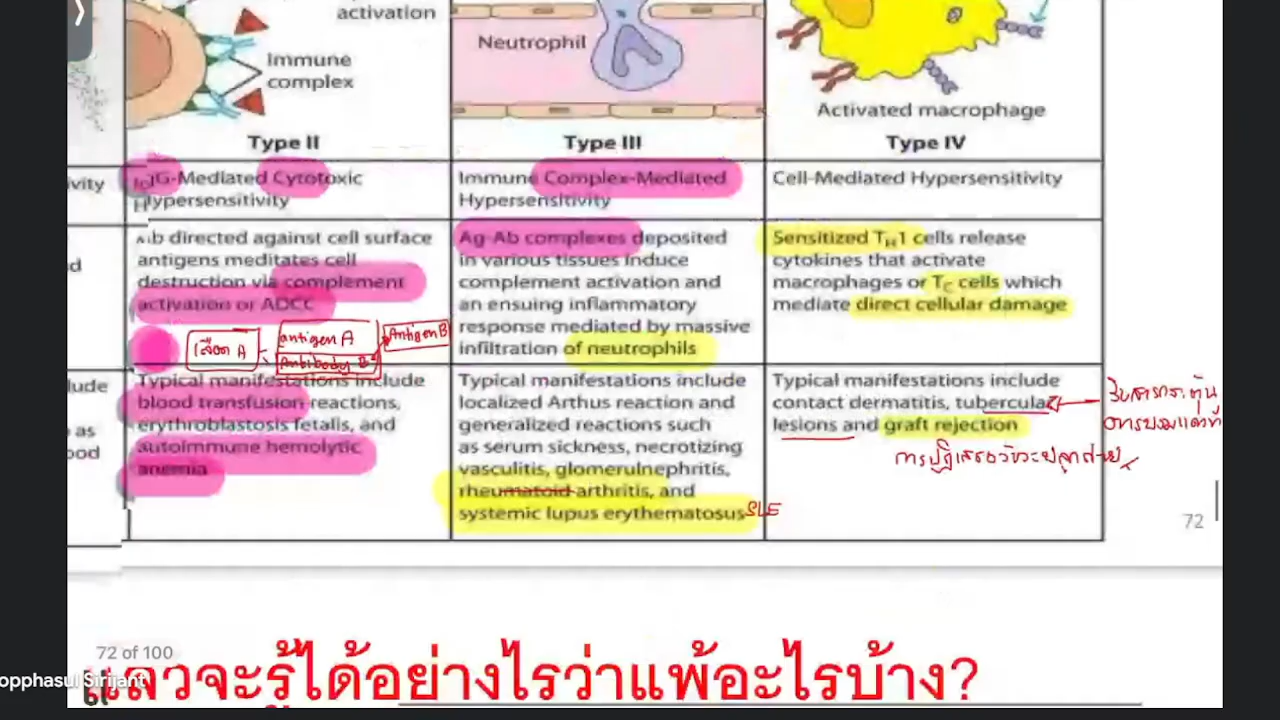 activation
Immune
complex
Type II
Neutrophil
Type III
Activated macrophage
Type IV
ivity
IgG-Mediated Cytotoxic
Hypersensitivity
Immune Complex-Mediated
Hypersensitivity
Cell-Mediated Hypersensitivity
d
Ab directed against cell surface
antigens meditates cell
destruction via complement
activation or ADCC
เลือด A
antigen A
Antibody B
Antigen B
Ag-Ab complexes deposited
in various tissues induce
complement activation and
an ensuing inflammatory
response mediated by massive
infiltration of neutrophils
Sensitized TH1 cells release
cytokines that activate
macrophages or TC cells which
mediate direct cellular damage
lude
as
ood
Typical manifestations include
blood transfusion reactions,
erythroblastosis fetalis, and
autoimmune hemolytic
anemia
Typical manifestations include
localized Arthus reaction and
generalized reactions such
as serum sickness, necrotizing
vasculitis, glomerulnephritis,
rheumatoid arthritis, and
systemic lupus erythematosus SLE
Typical manifestations include
contact dermatitis, tubercular
lesions and graft rejection
การปฏิเสธอวัยวะปลูกถ่าย
72
72 of 100
opphasul Sirijant
แล้วจะรู้ได้อย่างไรว่าแพ้อะไรบ้าง?